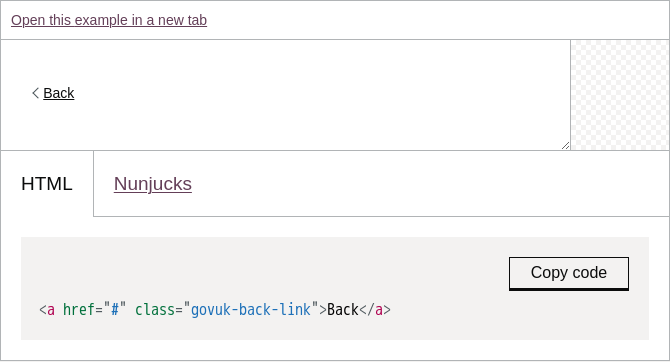 Open this example in a new tab
Back
HTML
Nunjucks
Copy code
<a href="#" class="govuk-back-link">Back</a>